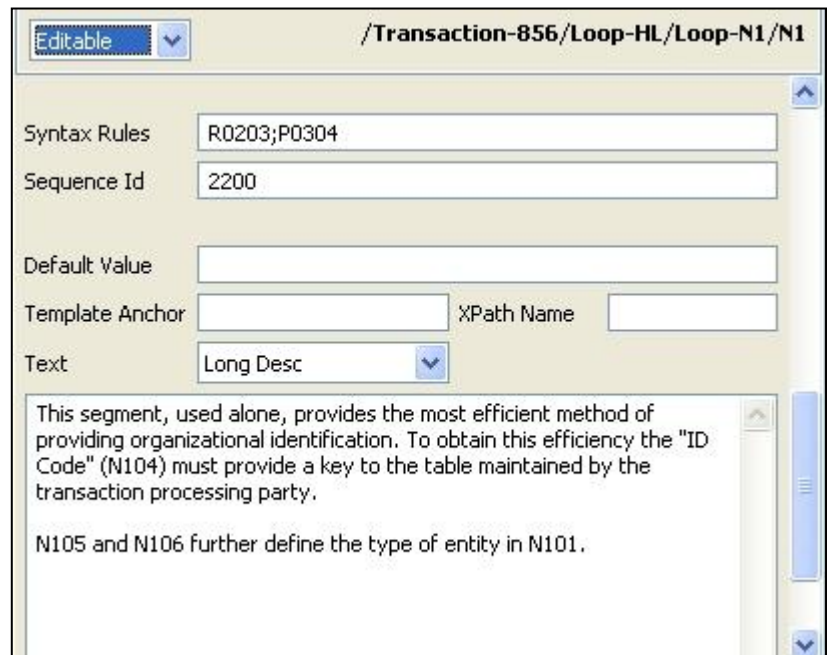 Editable
/Transaction-856/Loop-HL/Loop-N1/N1
Syntax Rules R0203;P0304
Sequence Id 2200
Default Value
Template Anchor XPath Name
Text Long Desc
This segment, used alone, provides the most efficient method of
providing organizational identification. To obtain this efficiency the "ID
Code" (N104) must provide a key to the table maintained by the
transaction processing party.
N105 and N106 further define the type of entity in N101.